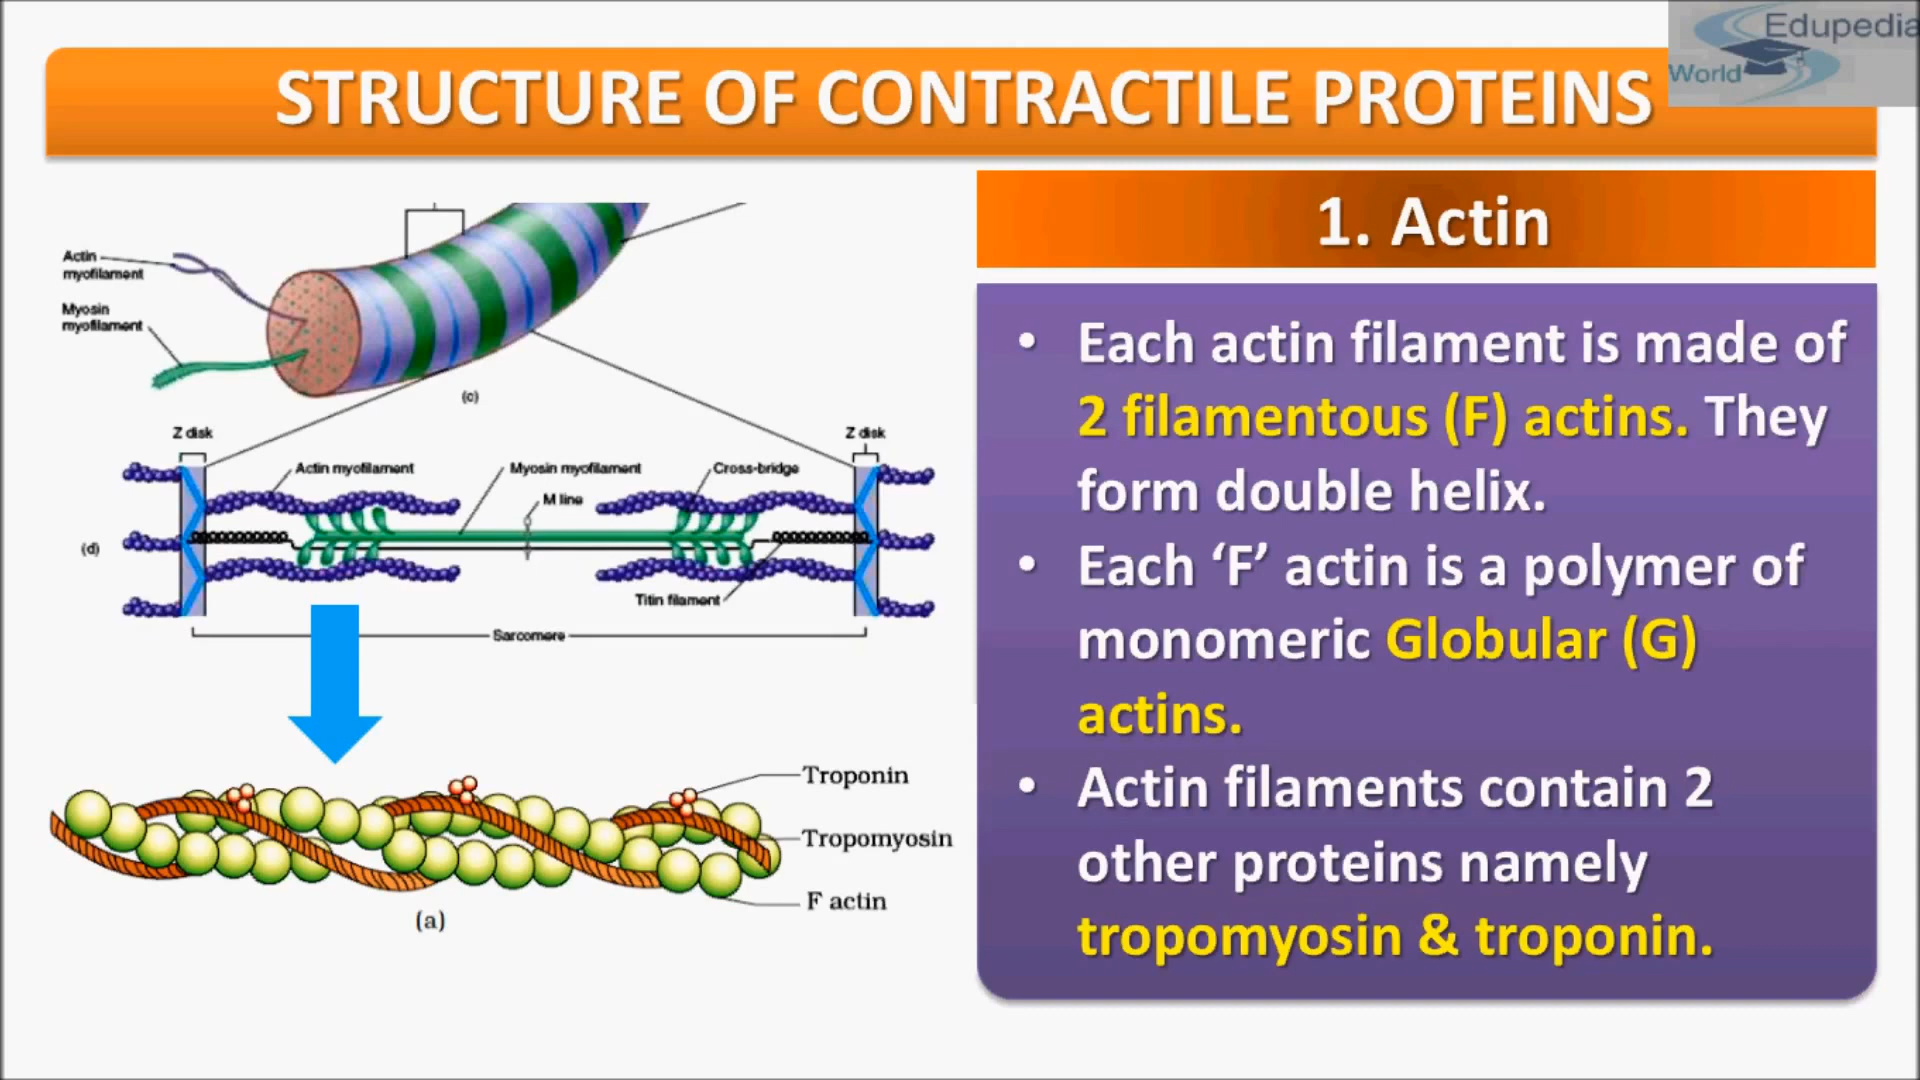 Edupedia
World
STRUCTURE OF CONTRACTILE PROTEINS
Actin
myofilament
Myosin
myofilament
(c)
Z disk
Z disk
Actin myofilament
Myosin myofilament
Cross-bridge
M line
(d)
Titin filament
Sarcomere
Troponin
Tropomyosin
F actin
(a)
1. Actin
• Each actin filament is made of
2 filamentous (F) actins. They
form double helix.
• Each ‘F’ actin is a polymer of
monomeric Globular (G)
actins.
• Actin filaments contain 2
other proteins namely
tropomyosin & troponin.